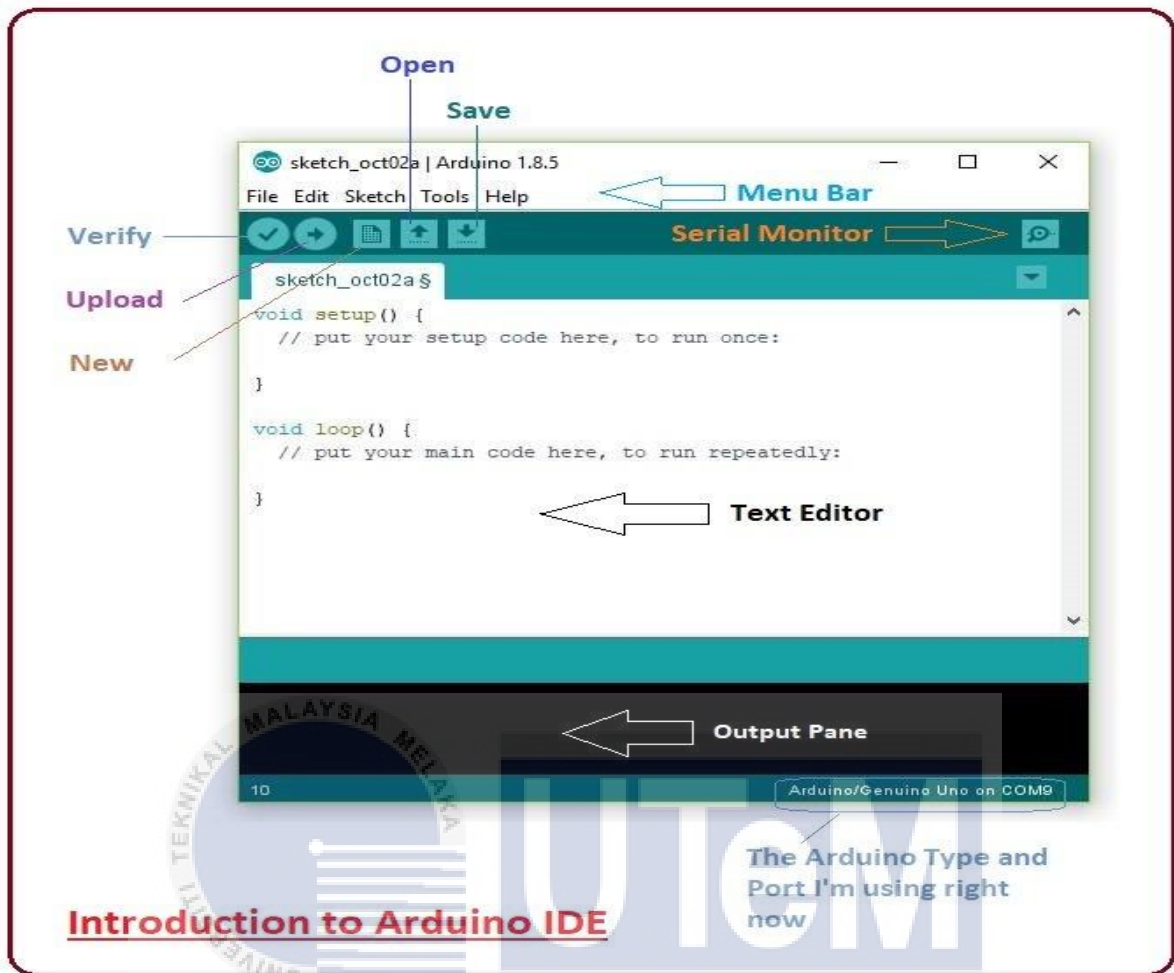 Open
Save
sketch_oct02a | Arduino 1.8.5
File Edit Sketch Tools Help
Menu Bar
Verify
Serial Monitor
sketch_oct02a §
Upload
New
void setup() {
// put your setup code here, to run once:
}
void loop() {
// put your main code here, to run repeatedly:
}
Text Editor
Output Pane
10
Arduino/Genuino Uno on COM9
The Arduino Type and
Port I'm using right
now
Introduction to Arduino IDE
TEKNIKAL MALAYSIA MELAKA
UTeM